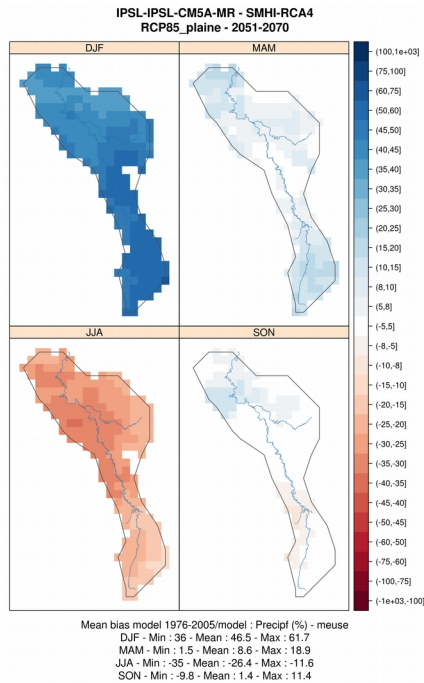 IPSL-IPSL-CM5A-MR - SMHI-RCA4
RCP85_plaine - 2051-2070
DJF
MAM
JJA
SON
(100,1e+03]
(75,100]
(60,75]
(50,60]
(45,50]
(40,45]
(35,40]
(30,35]
(25,30]
(20,25]
(15,20]
(10,15]
(8,10]
(5,8]
(-5,5]
(-8,-5]
(-10,-8]
(-15,-10]
(-20,-15]
(-25,-20]
(-30,-25]
(-35,-30]
(-40,-35]
(-45,-40]
(-50,-45]
(-60,-50]
(-75,-60]
(-100,-75]
(-1e+03,-100]
Mean bias model 1976-2005/model : Precipf (%) - meuse
DJF - Min : 36 - Mean : 46.5 - Max : 61.7
MAM - Min : 1.5 - Mean : 8.6 - Max : 18.9
JJA - Min : -35 - Mean : -26.4 - Max : -11.6
SON - Min : -9.8 - Mean : 1.4 - Max : 11.4